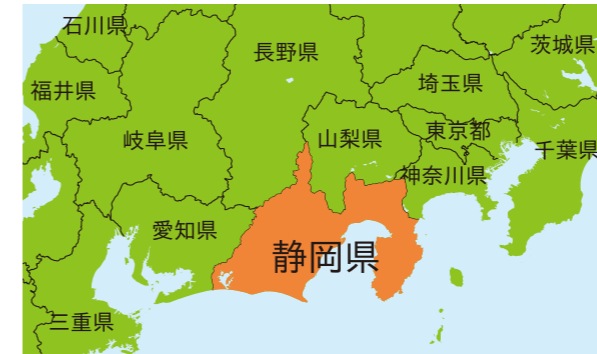 石川県
茨城県
長野県
埼玉県
福井県
東京都
岐阜県
山梨県
千葉県
神奈川県
愛知県
静岡県
三重県